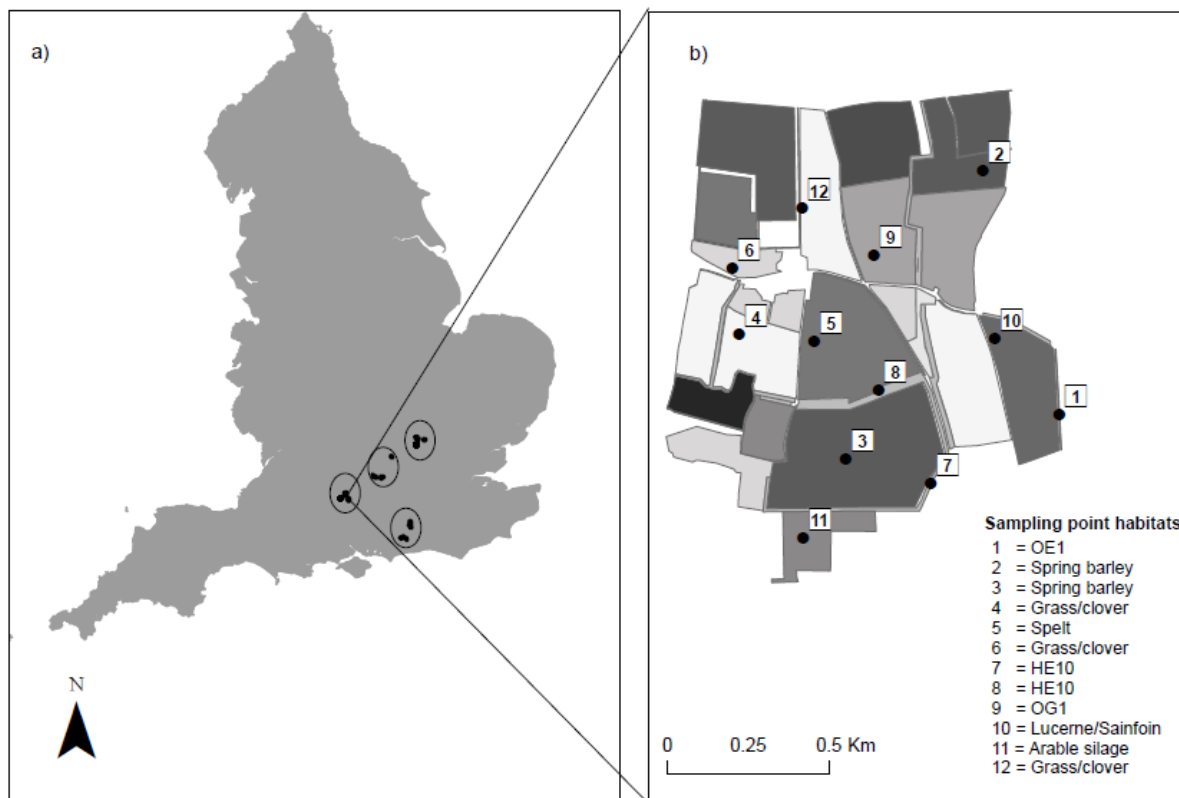 a)
N
b)
2
12
9
6
10
4
5
8
1
3
7
11
Sampling point habitats
1 = OE1
2 = Spring barley
3 = Spring barley
4 = Grass/clover
5 = Spelt
6 = Grass/clover
7 = HE10
8 = HE10
9 = OG1
10 = Lucerne/Sainfoin
11 = Arable silage
12 = Grass/clover
0 0.25 0.5 Km